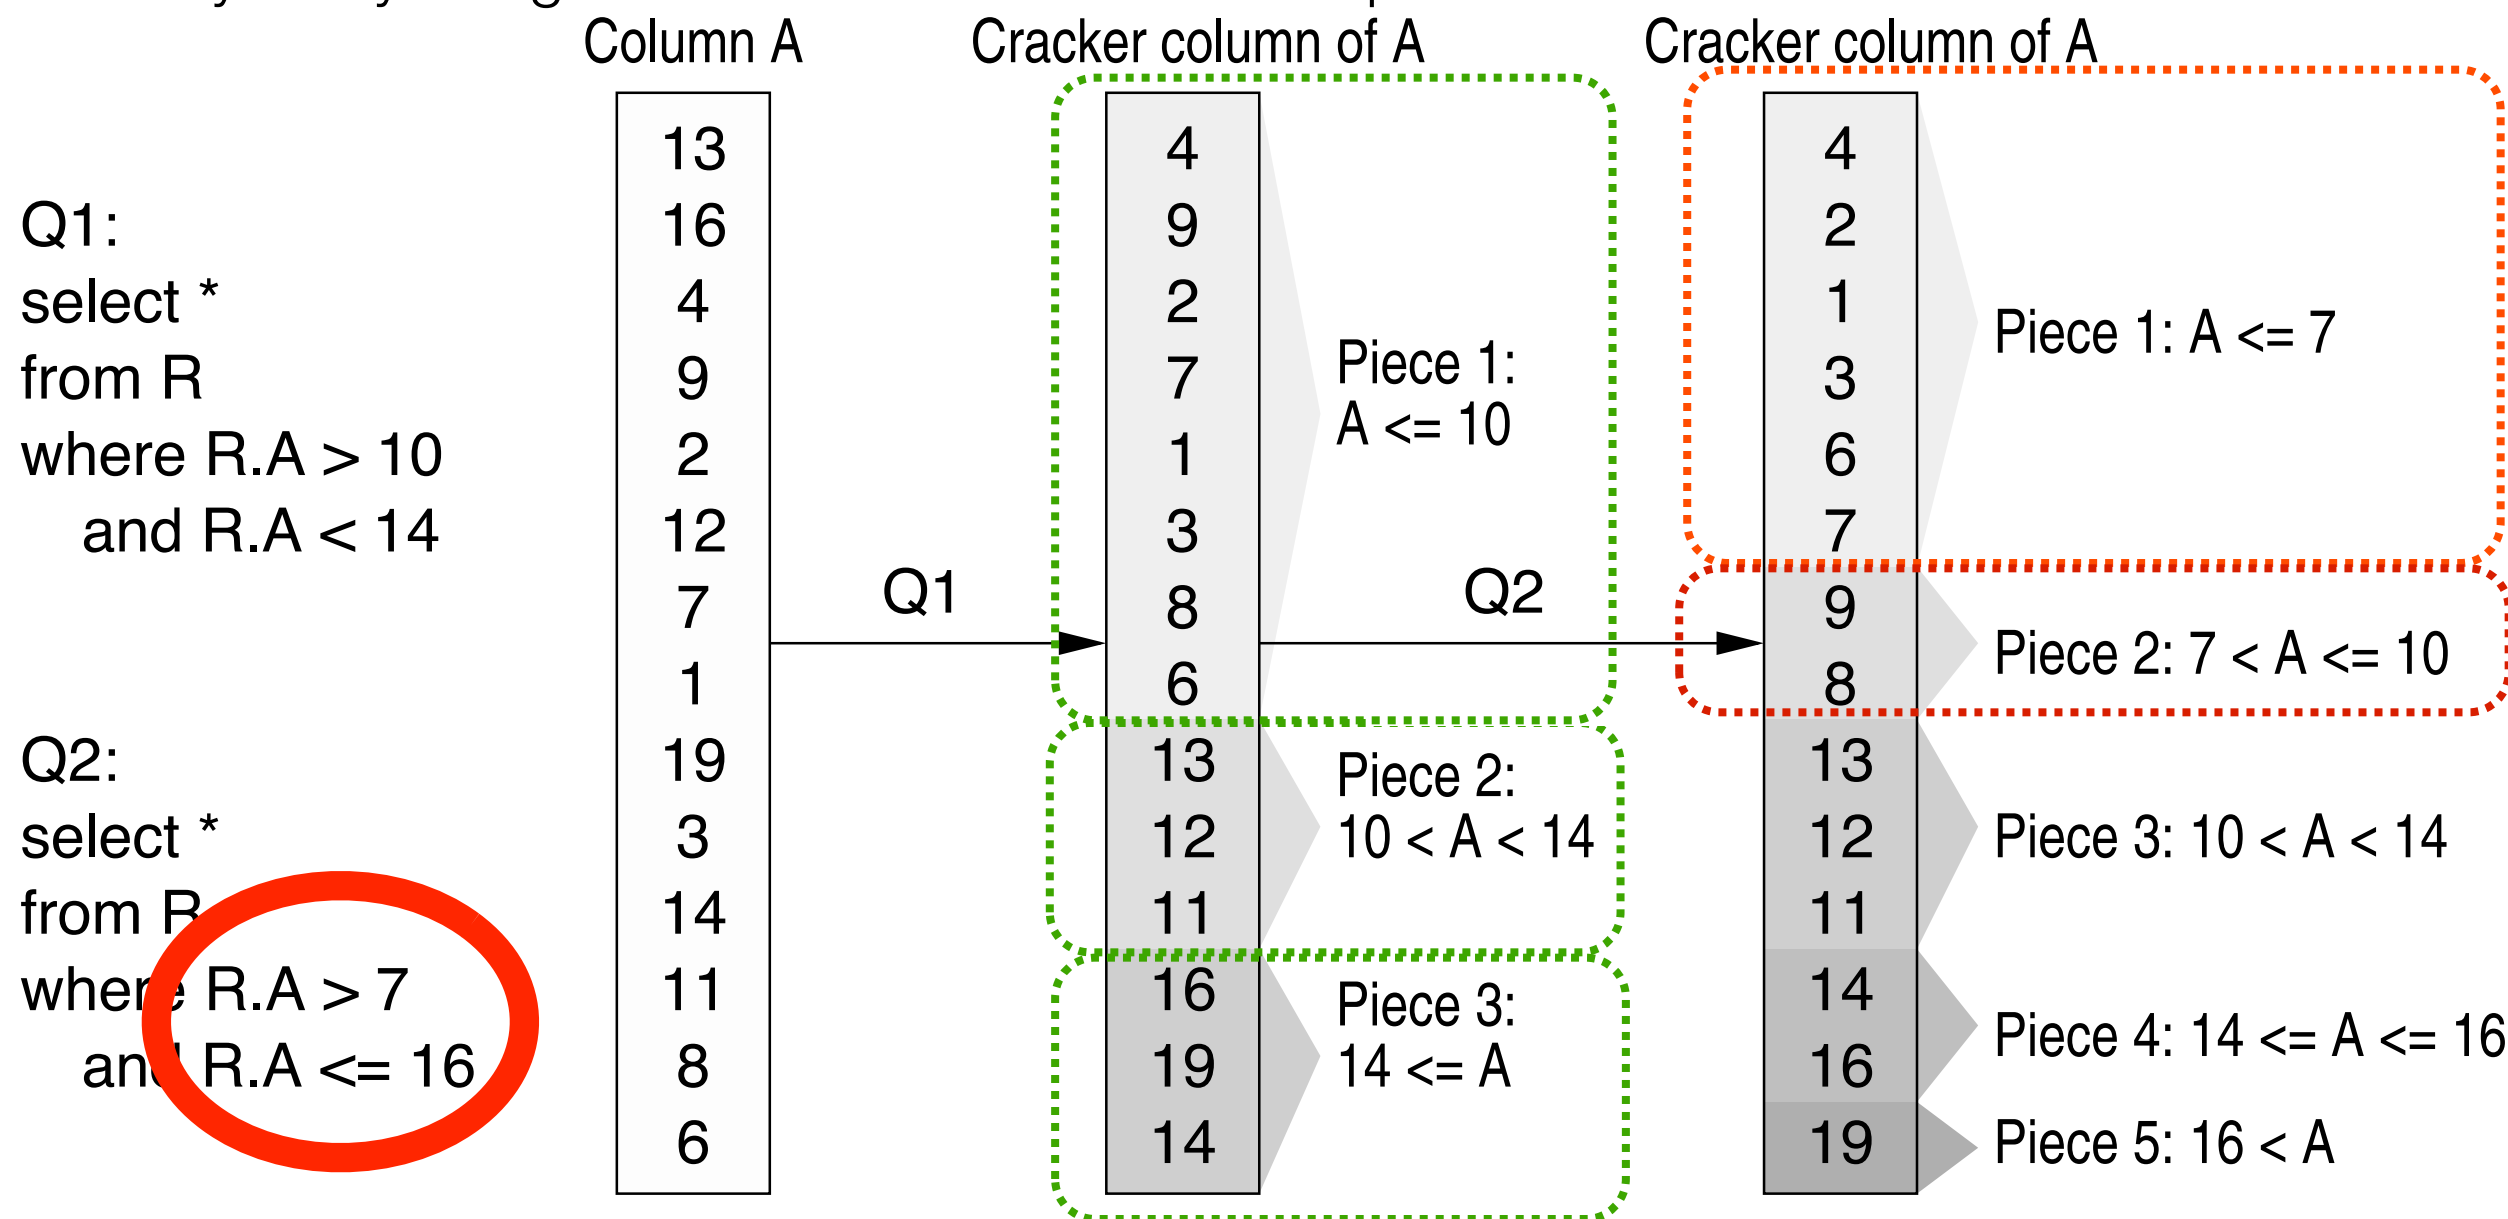 Column A
Cracker column of A
Cracker column of A
Q1:
select *
from R
where R.A > 10
and R.A < 14
Q2:
select *
from R
where R.A > 7
and R.A <= 16
13
16
4
9
2
12
7
1
19
3
14
11
8
6
Q1
4
9
2
7
1
3
8
6
13
12
11
16
19
14
Piece 1:
A <= 10
Piece 2:
10 < A < 14
Piece 3:
14 <= A
Q2
4
2
1
3
6
7
9
8
13
12
11
14
16
19
Piece 1: A <= 7
Piece 2: 7 < A <= 10
Piece 3: 10 < A < 14
Piece 4: 14 <= A <= 16
Piece 5: 16 < A